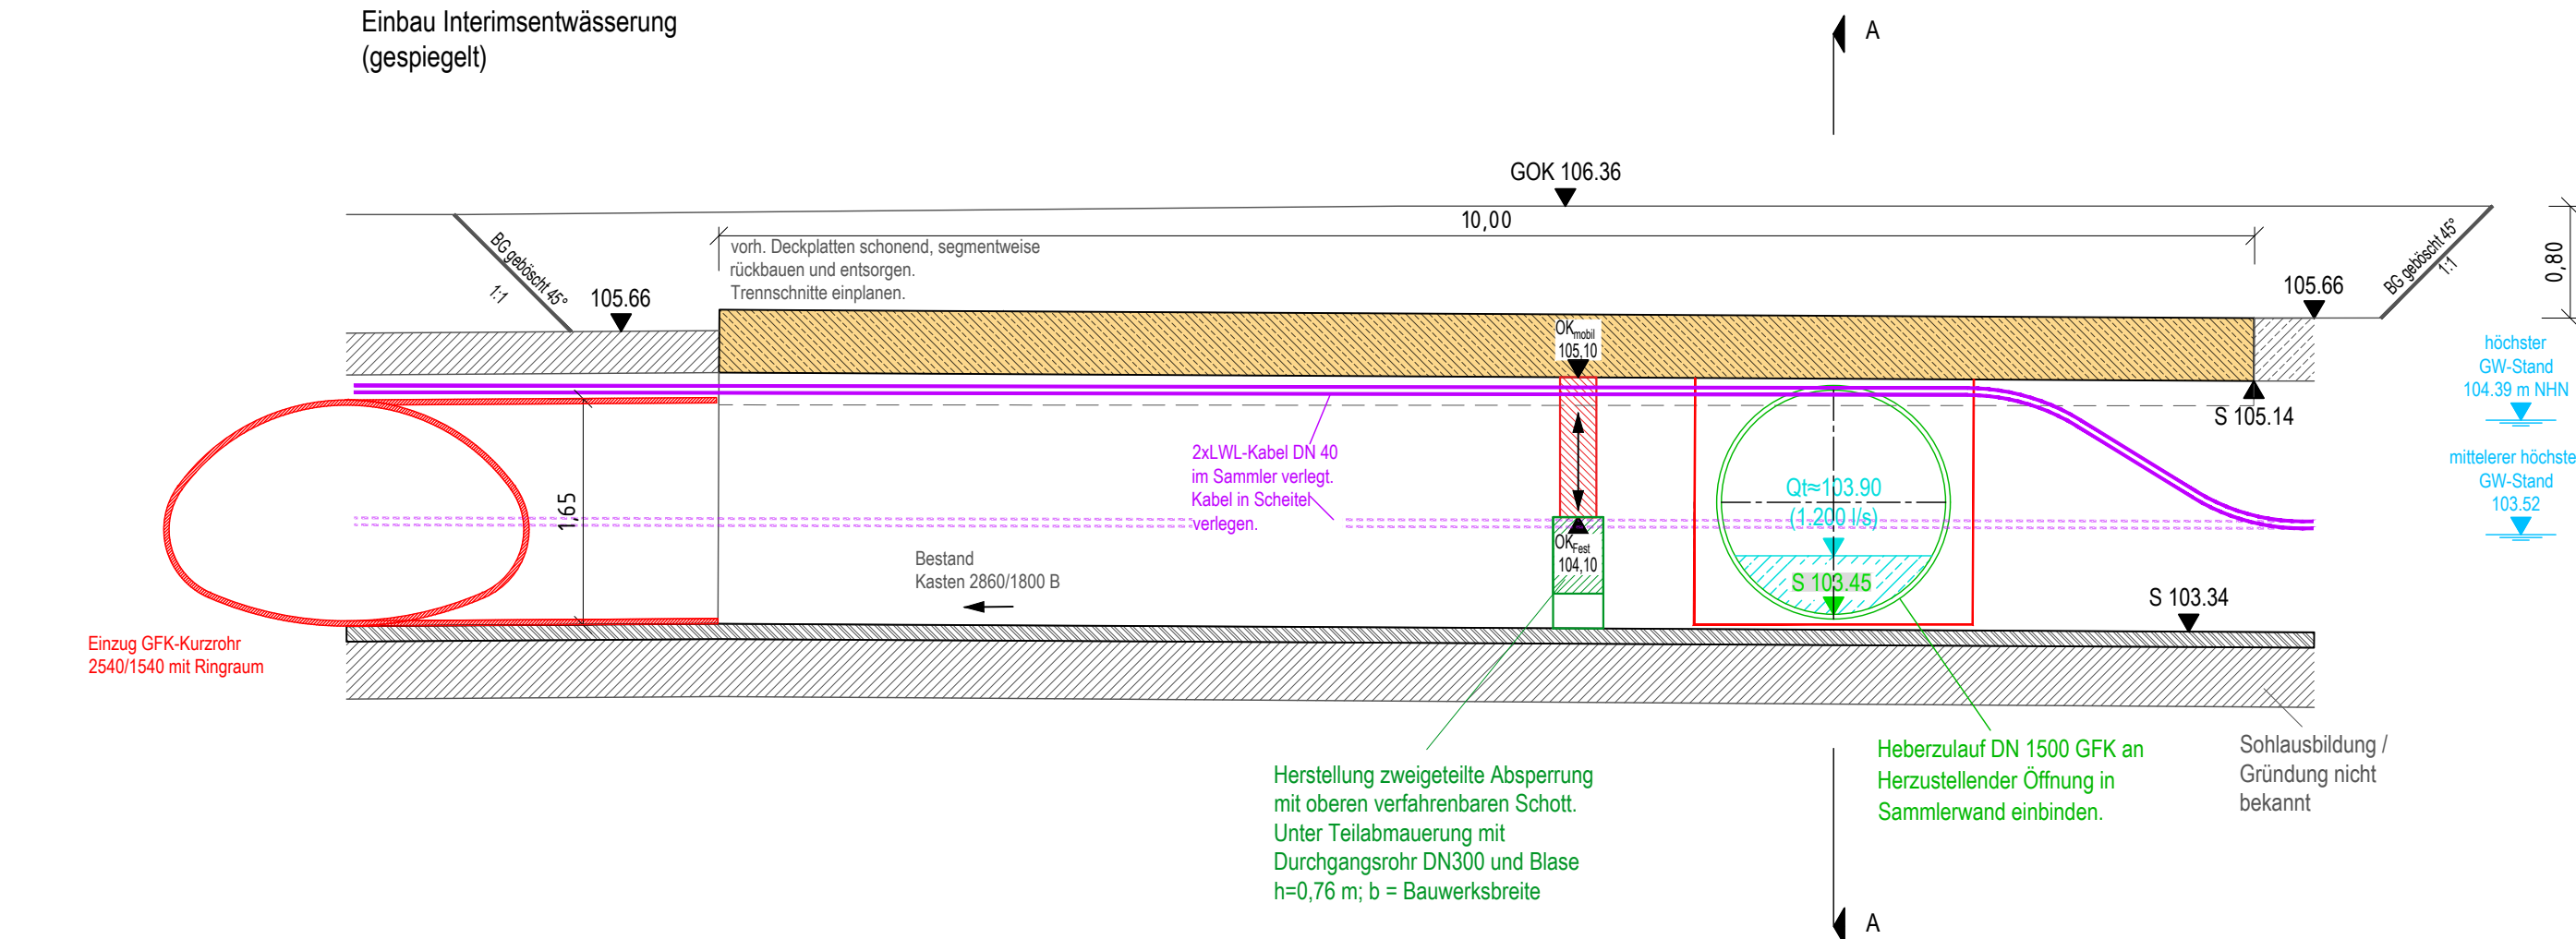 Einbau Interimsentwässerung
(gespiegelt)
A
GOK 106.36
10,00
BG geböscht 45°
1:1
vorh. Deckplatten schonend, segmentweise
rückbauen und entsorgen.
Trennschnitte einplanen.
105.66
105.66
BG geböscht 45°
1:1
0,80
OKmobil
105,10
höchster
GW-Stand
104.39 m NHN
S 105.14
2xLWL-Kabel DN 40
im Sammler verlegt.
Kabel in Scheitel
verlegen.
mittelerer höchste
GW-Stand
103.52
1,65
Qt≈103.90
(1.200 l/s)
OKFest
104,10
Bestand
Kasten 2860/1800 B
S 103.45
S 103.34
Einzug GFK-Kurzrohr
2540/1540 mit Ringraum
Herstellung zweigeteilte Absperrung
mit oberen verfahrenbaren Schott.
Unter Teilabmauerung mit
Durchgangsrohr DN300 und Blase
h=0,76 m; b = Bauwerksbreite
Heberzulauf DN 1500 GFK an
Herzustellender Öffnung in
Sammlerwand einbinden.
Sohlausbildung /
Gründung nicht
bekannt
A